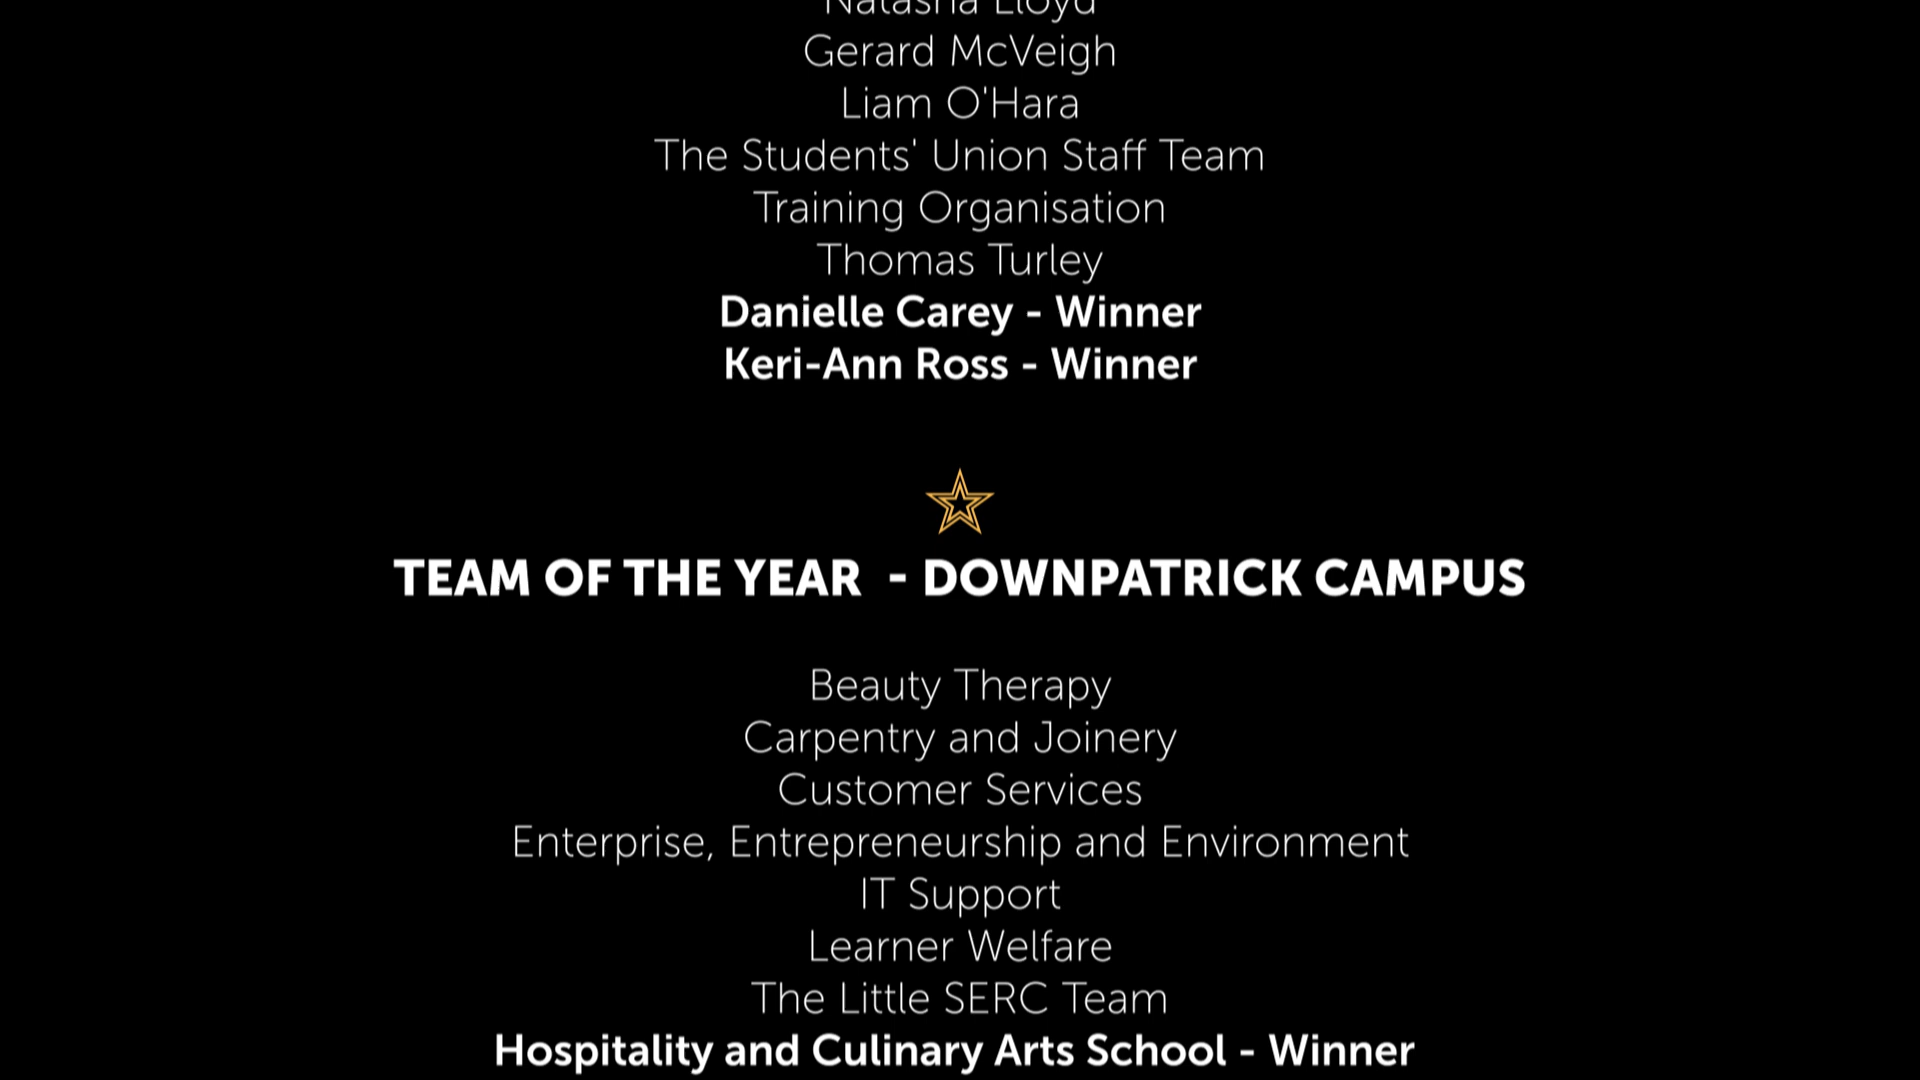 Natasha Lloyd
Gerard McVeigh
Liam O'Hara
The Students' Union Staff Team
Training Organisation
Thomas Turley
Danielle Carey - Winner
Keri-Ann Ross - Winner
TEAM OF THE YEAR  - DOWNPATRICK CAMPUS
Beauty Therapy
Carpentry and Joinery
Customer Services
Enterprise, Entrepreneurship and Environment
IT Support
Learner Welfare
The Little SERC Team
Hospitality and Culinary Arts School - Winner